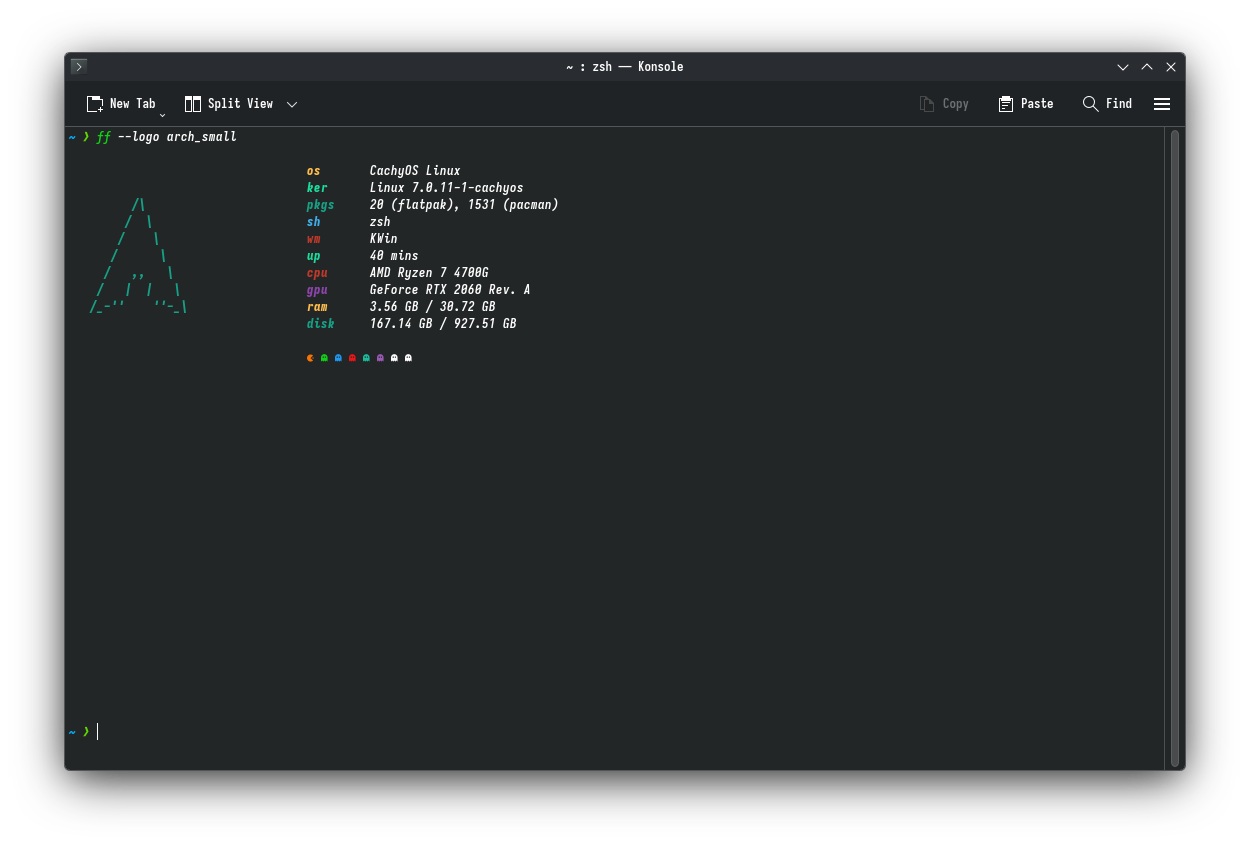 ~ : zsh — Konsole
New Tab Split View Copy Paste Find
~ ❯ ff --logo arch_small
os CachyOS Linux
ker Linux 7.0.11-1-cachyos
/\ pkgs 20 (flatpak), 1531 (pacman)
/ \ sh zsh
/ \ wm KWin
/ \ up 40 mins
/ ,, \ cpu AMD Ryzen 7 4700G
/ | | \ gpu GeForce RTX 2060 Rev. A
/_-'' ''-_\ ram 3.56 GB / 30.72 GB
disk 167.14 GB / 927.51 GB
~ ❯